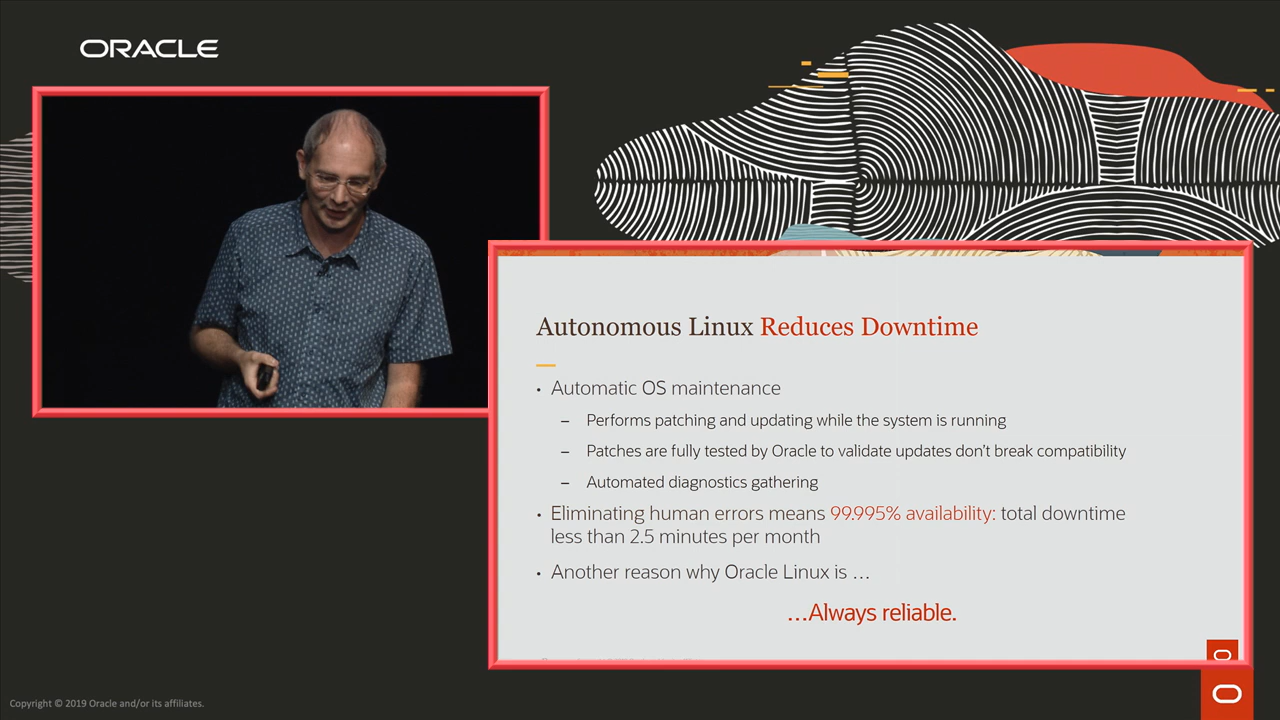 ORACLE
Autonomous Linux Reduces Downtime
• Automatic OS maintenance
– Performs patching and updating while the system is running
– Patches are fully tested by Oracle to validate updates don't break compatibility
– Automated diagnostics gathering
• Eliminating human errors means 99.995% availability: total downtime
less than 2.5 minutes per month
• Another reason why Oracle Linux is …
…Always reliable.
Copyright © 2019 Oracle and/or its affiliates.